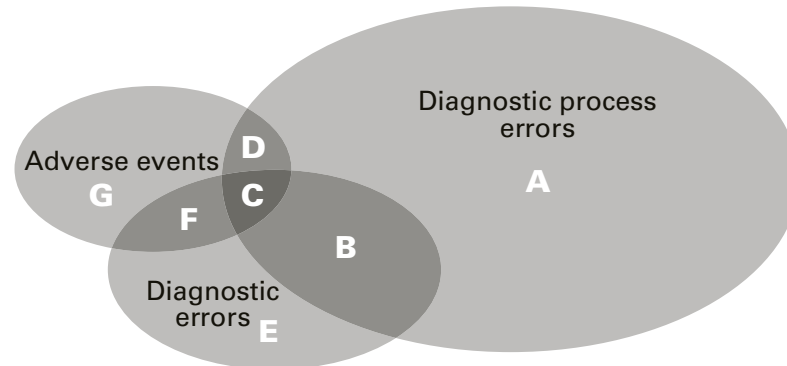 Diagnostic process
errors
D
Adverse events
A
G
C
F
B
Diagnostic
errors
E